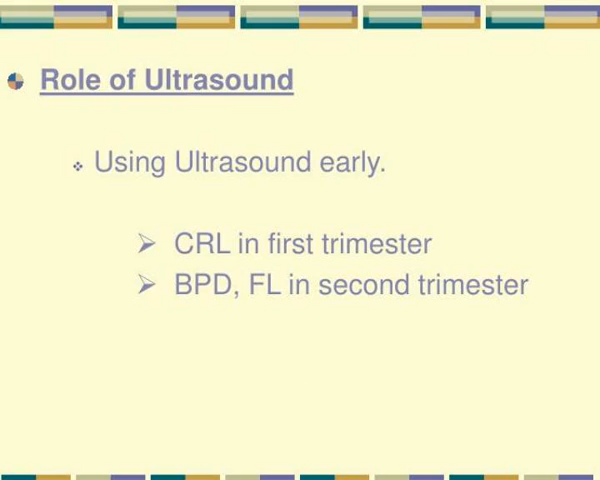 Role of Ultrasound
Using Ultrasound early.
CRL in first trimester
BPD, FL in second trimester